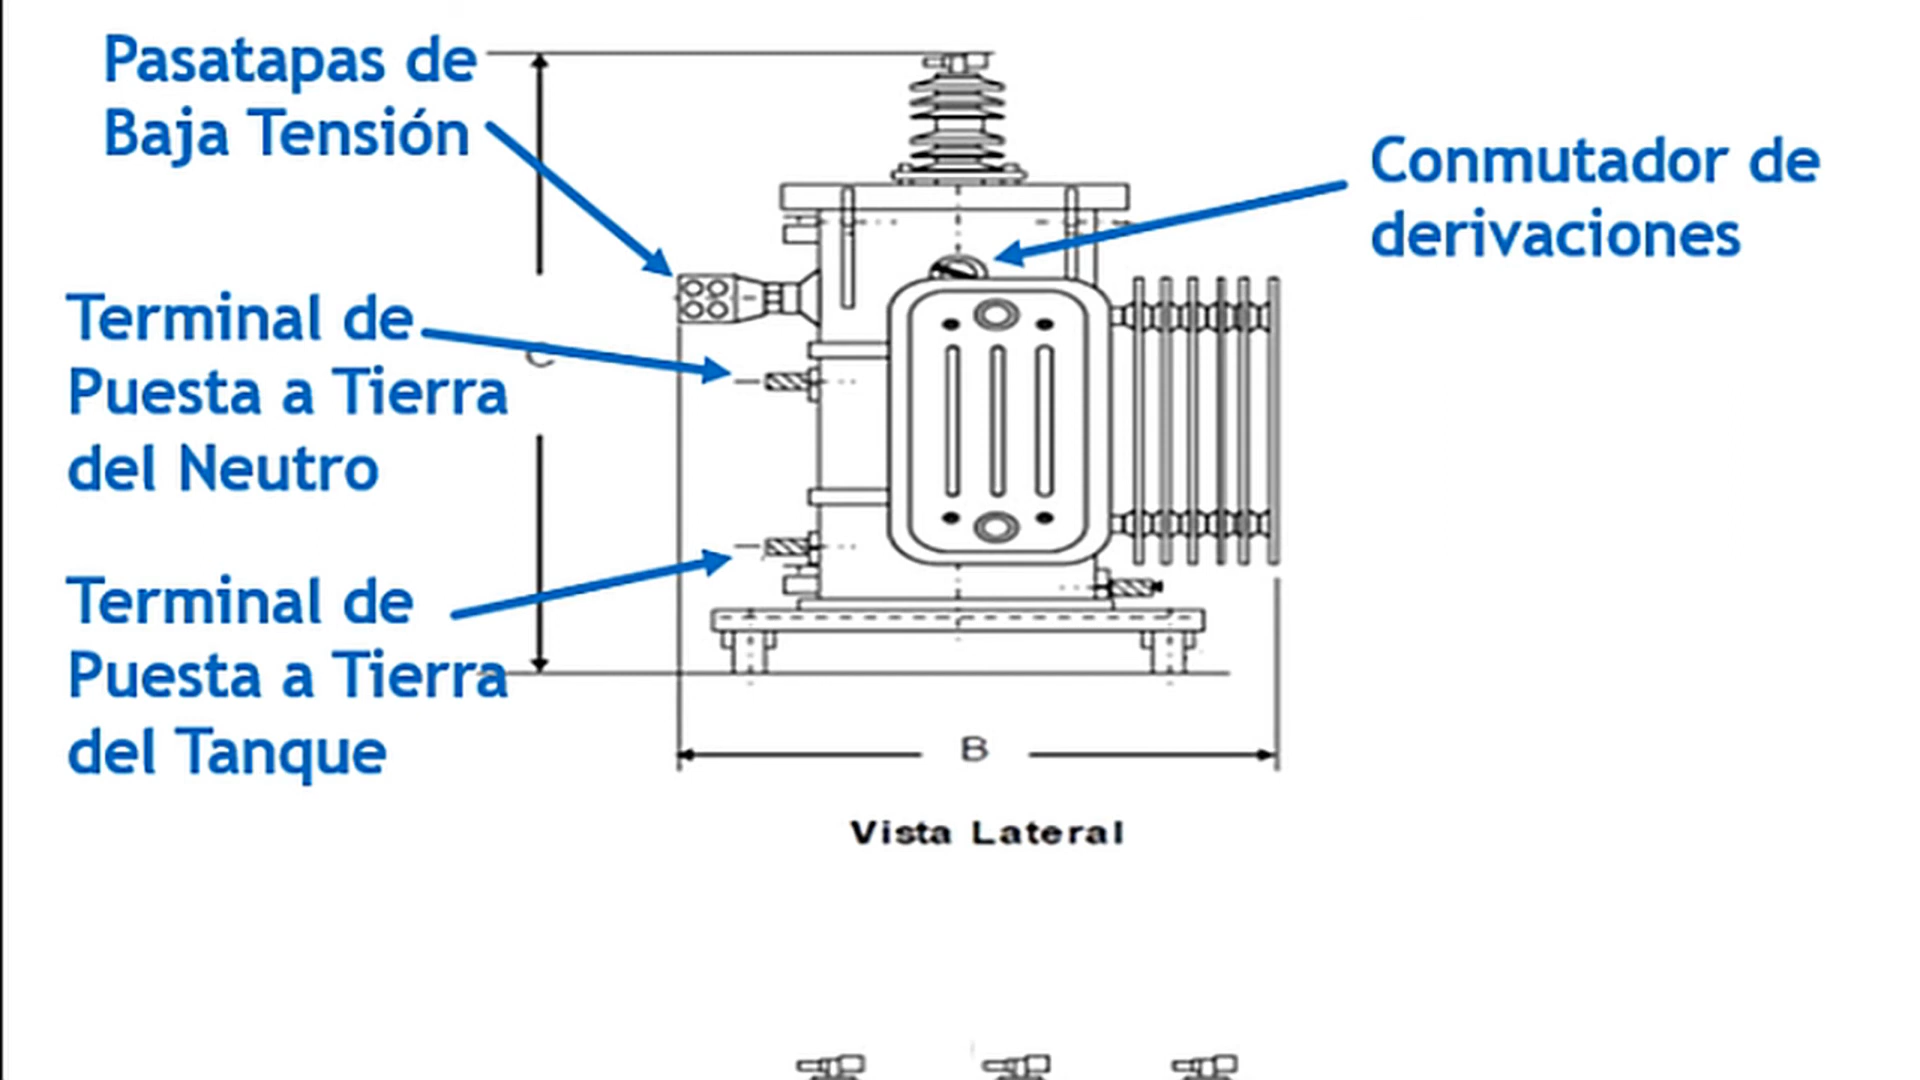 Pasatapas de
Baja Tensión
Conmutador de
derivaciones
Terminal de
Puesta a Tierra
del Neutro
C
Terminal de
Puesta a Tierra
del Tanque
B
Vista Lateral